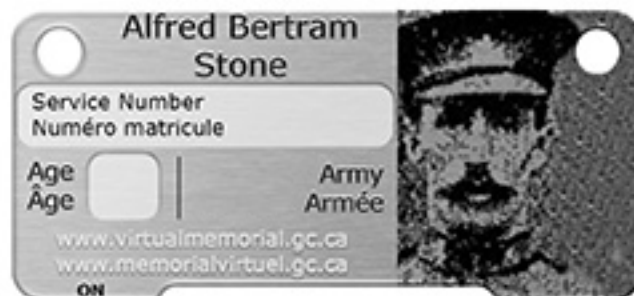 Alfred Bertram
Stone
Service Number
Numéro matricule
Age
Âge
Army
Armée
www.virtualmemorial.gc.ca
www.memorialvirtuel.gc.ca
ON